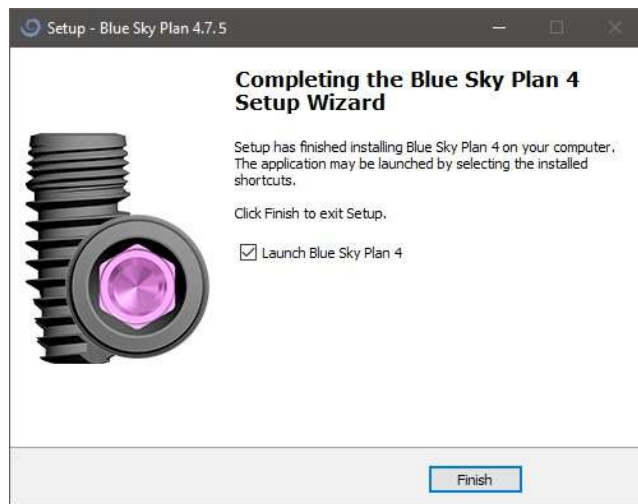 Setup - Blue Sky Plan 4.7.5
Completing the Blue Sky Plan 4
Setup Wizard
Setup has finished installing Blue Sky Plan 4 on your computer.
The application may be launched by selecting the installed
shortcuts.
Click Finish to exit Setup.
Launch Blue Sky Plan 4
Finish